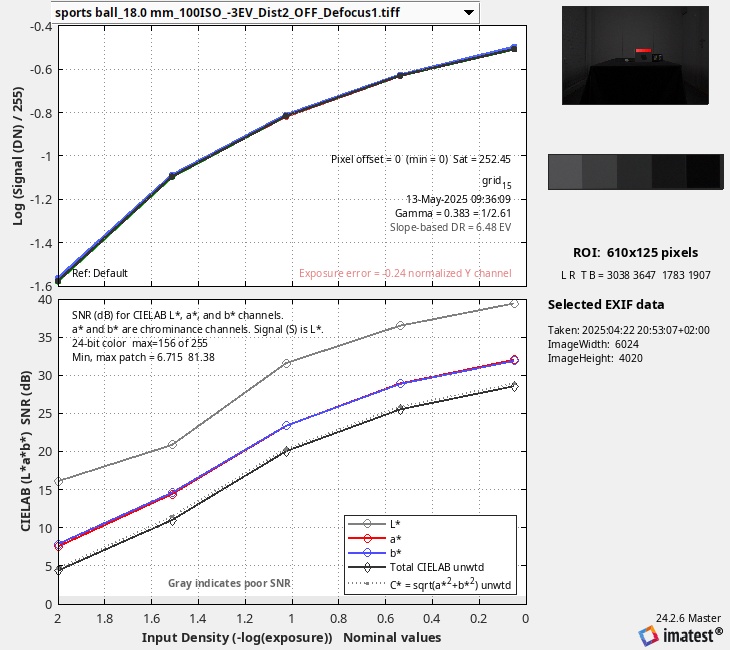 sports ball_18.0 mm_100ISO_-3EV_Dist2_OFF_Defocus1.tiff
-0.4
-0.6
-0.8
-1
-1.2
-1.4
-1.6
Log (Signal (DN) / 255)
Pixel offset = 0 (min = 0) Sat = 252.45
grid15
13-May-2025 09:36:09
Gamma = 0.383 = 1/2.61
Slope-based DR = 6.48 EV
Ref: Default
Exposure error = -0.24 normalized Y channel
40
35
30
25
20
15
10
5
0
CIELAB (L*a*b*) SNR (dB)
SNR (dB) for CIELAB L*, a*, and b* channels.
a* and b* are chrominance channels. Signal (S) is L*.
24-bit color max=156 of 255
Min, max patch = 6.715 81.38
Gray indicates poor SNR
L*
a*
b*
Total CIELAB unwtd
C* = sqrt(a*2+b*2) unwtd
2 1.8 1.6 1.4 1.2 1 0.8 0.6 0.4 0.2 0
Input Density (-log(exposure)) Nominal values
ROI: 610x125 pixels
L R T B = 3038 3647 1783 1907
Selected EXIF data
Taken: 2025:04:22 20:53:07+02:00
ImageWidth: 6024
ImageHeight: 4020
24.2.6 Master
imatest®